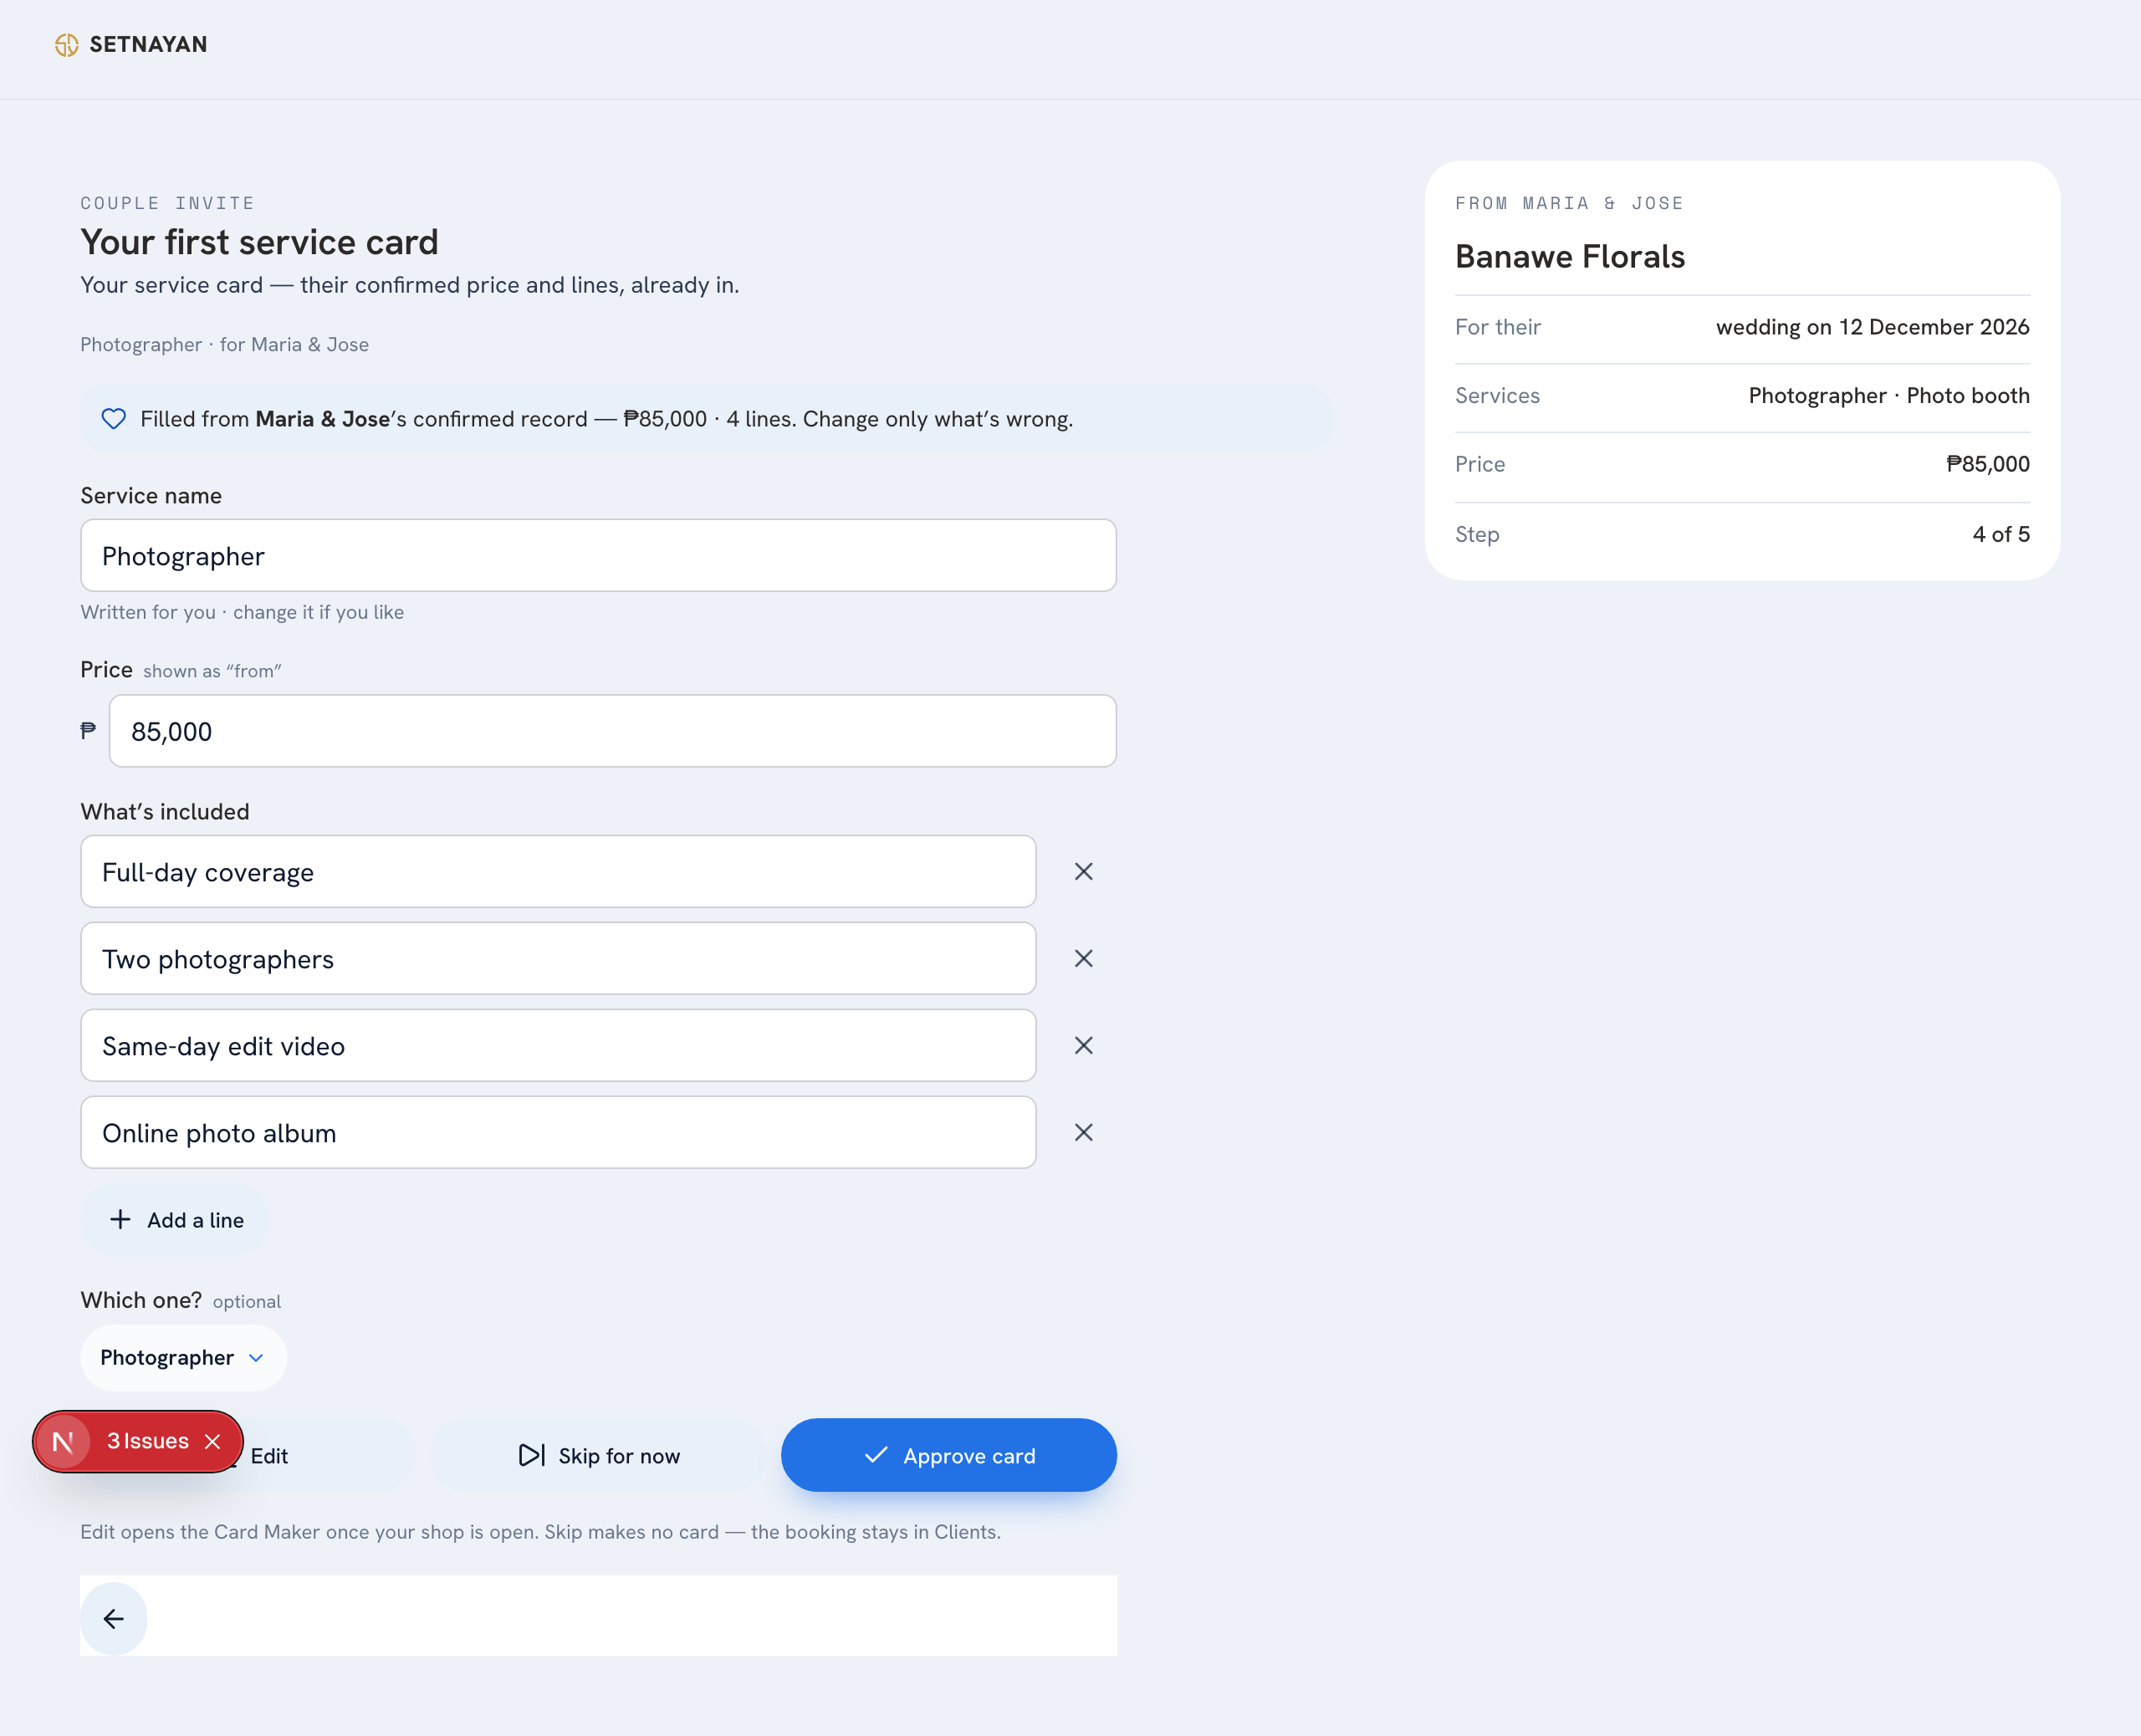 SETNAYAN
COUPLE INVITE
Your first service card
Your service card — their confirmed price and lines, already in.
Photographer · for Maria & Jose
Filled from Maria & Jose’s confirmed record — ₱85,000 · 4 lines. Change only what’s wrong.
Service name
Photographer
Written for you · change it if you like
Price shown as “from”
₱ 85,000
What’s included
Full-day coverage
Two photographers
Same-day edit video
Online photo album
Add a line
Which one? optional
Photographer
N 3 Issues
Edit
Skip for now
Approve card
Edit opens the Card Maker once your shop is open. Skip makes no card — the booking stays in Clients.
FROM MARIA & JOSE
Banawe Florals
For their wedding on 12 December 2026
Services Photographer · Photo booth
Price ₱85,000
Step 4 of 5